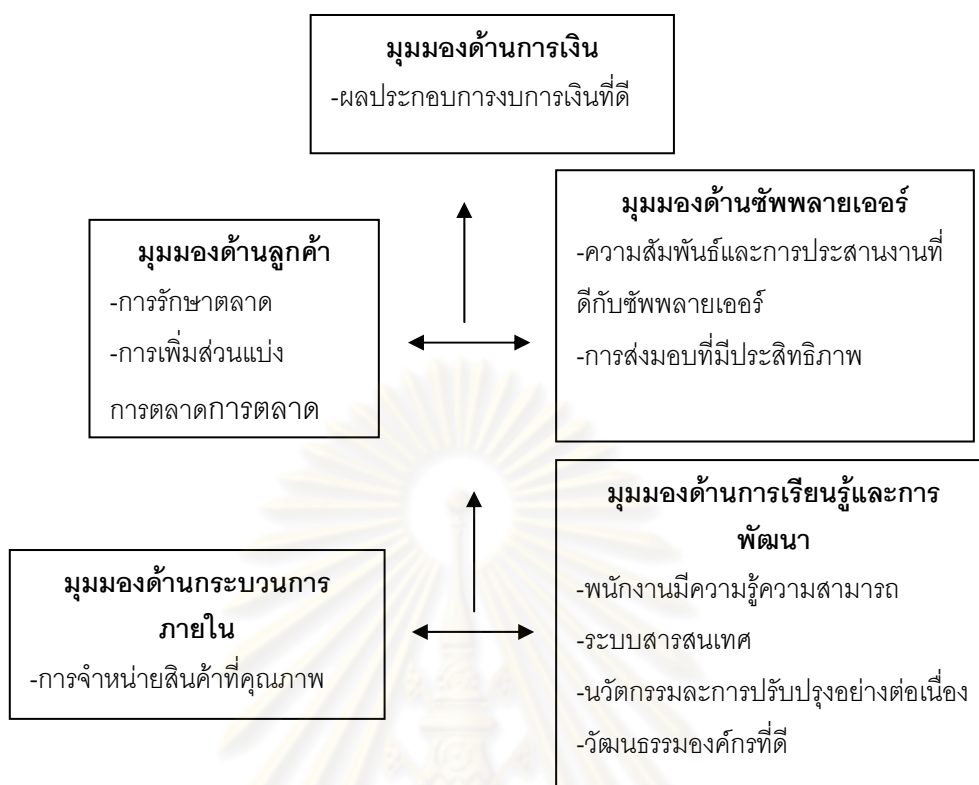 มุมมองด้านการเงิน
-ผลประกอบการงบการเงินที่ดี
มุมมองด้านลูกค้า
-การรักษาตลาด
-การเพิ่มส่วนแบ่ง
การตลาดการตลาด
มุมมองด้านซัพพลายเออร์
-ความสัมพันธ์และการประสานงานที่
ดีกับซัพพลายเออร์
-การส่งมอบที่มีประสิทธิภาพ
มุมมองด้านกระบวนการ
ภายใน
-การจำหน่ายสินค้าที่คุณภาพ
มุมมองด้านการเรียนรู้และการ
พัฒนา
-พนักงานมีความรู้ความสามารถ
-ระบบสารสนเทศ
-นวัตกรรมละการปรับปรุงอย่างต่อเนื่อง
-วัฒนธรรมองค์กรที่ดี